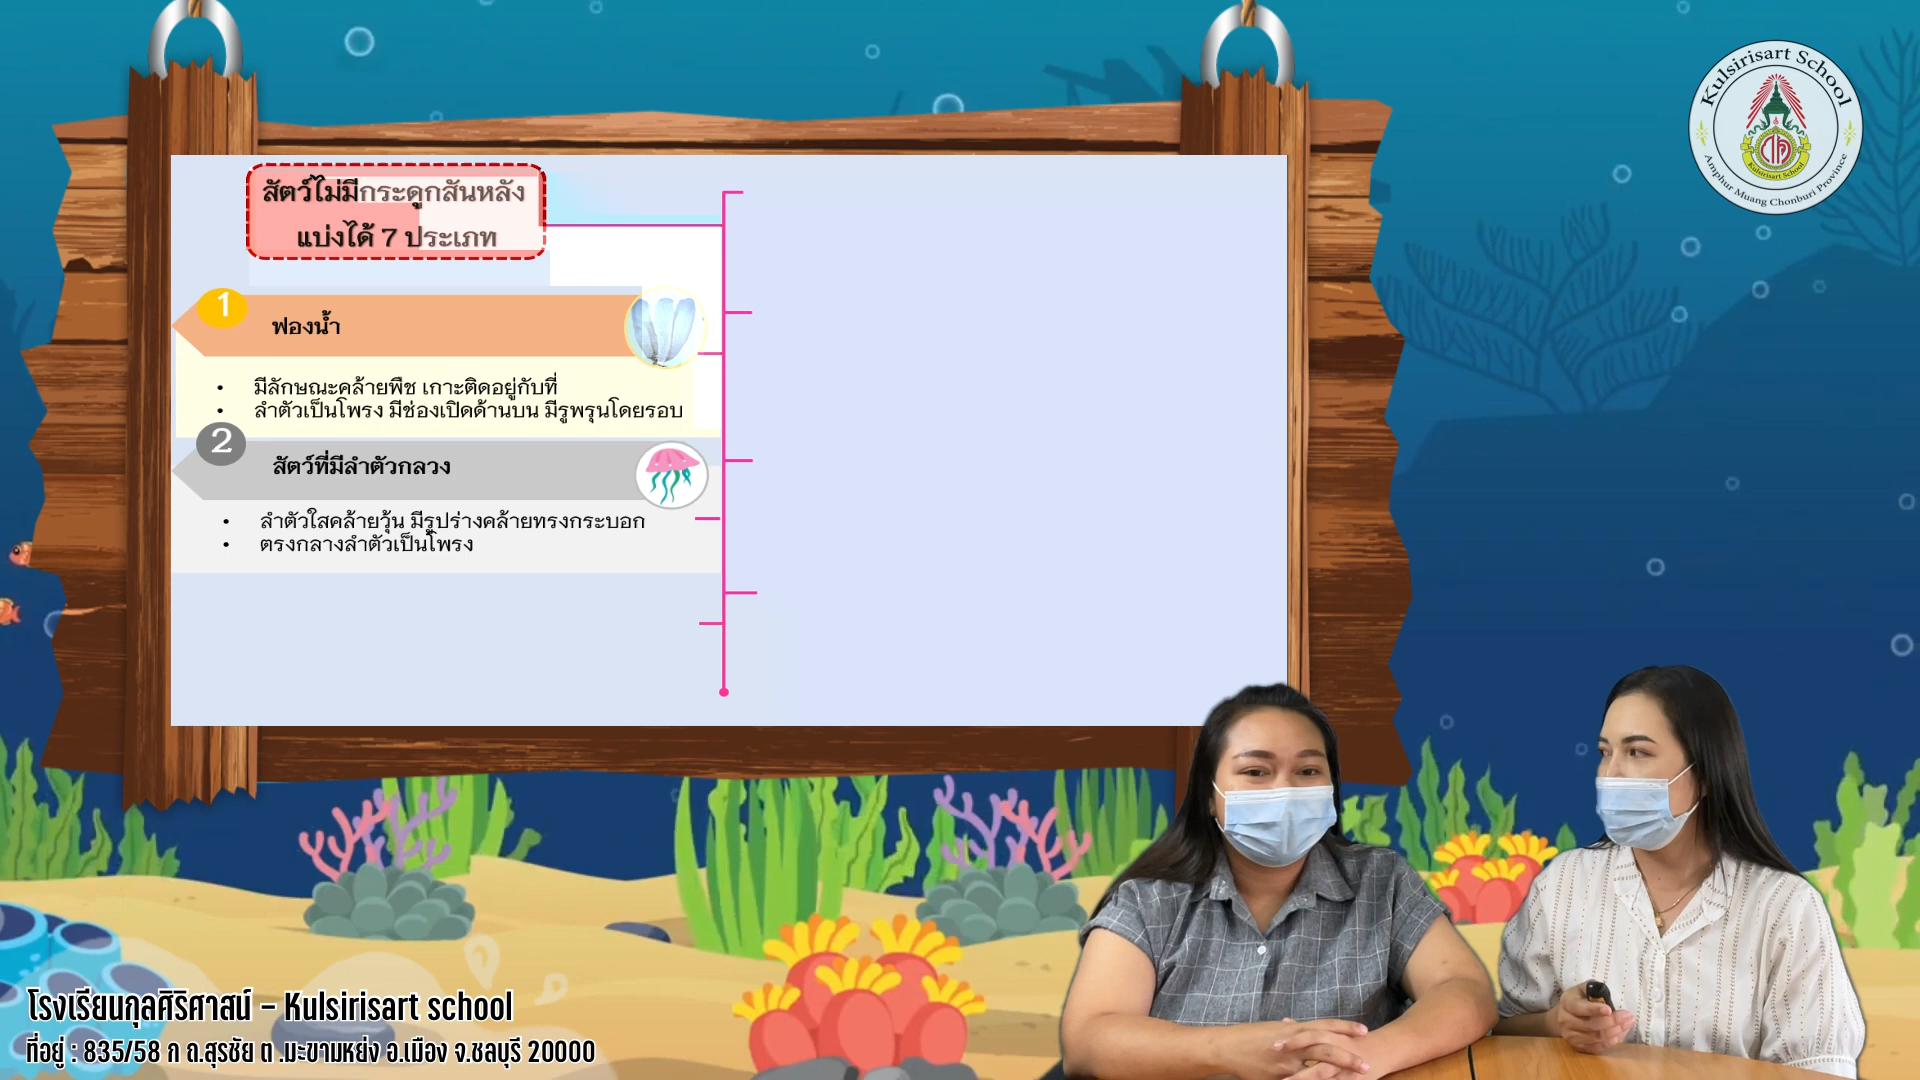 สัตว์ไม่มีกระดูกสันหลัง
แบ่งได้ 7 ประเภท
1
ฟองน้ำ
• มีลักษณะคล้ายพืช เกาะติดอยู่กับที่
• ลำตัวเป็นโพรง มีช่องเปิดด้านบน มีรูพรุนโดยรอบ
2
สัตว์ที่มีลำตัวกลวง
• ลำตัวใสคล้ายวุ้น มีรูปร่างคล้ายทรงกระบอก
• ตรงกลางลำตัวเป็นโพรง
Kulsirisart School
Kulsirisart School
Amphur Muang Chonburi Province
โรงเรียนกุลศิริศาสน์ – Kulsirisart school
ที่อยู่ : 835/58 ก ถ.สุรชัย ต .มะขามหย่ง อ.เมือง จ.ชลบุรี 20000